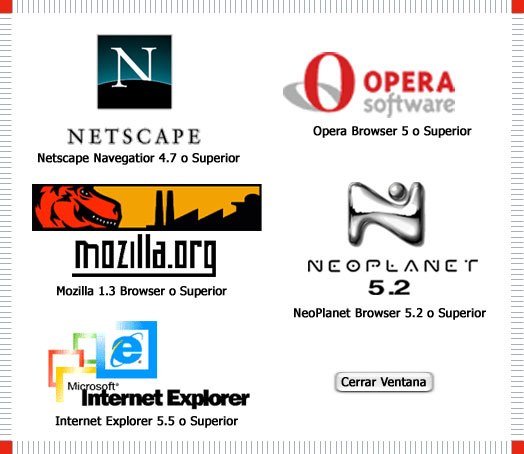 N
NETSCAPE
Netscape Navegatior 4.7 o Superior
OPERA
software
Opera Browser 5 o Superior
mozilla.org
Mozilla 1.3 Browser o Superior
NEOPLANET
5.2
NeoPlanet Browser 5.2 o Superior
e
Microsoft®
Internet Explorer
Internet Explorer 5.5 o Superior
Cerrar Ventana